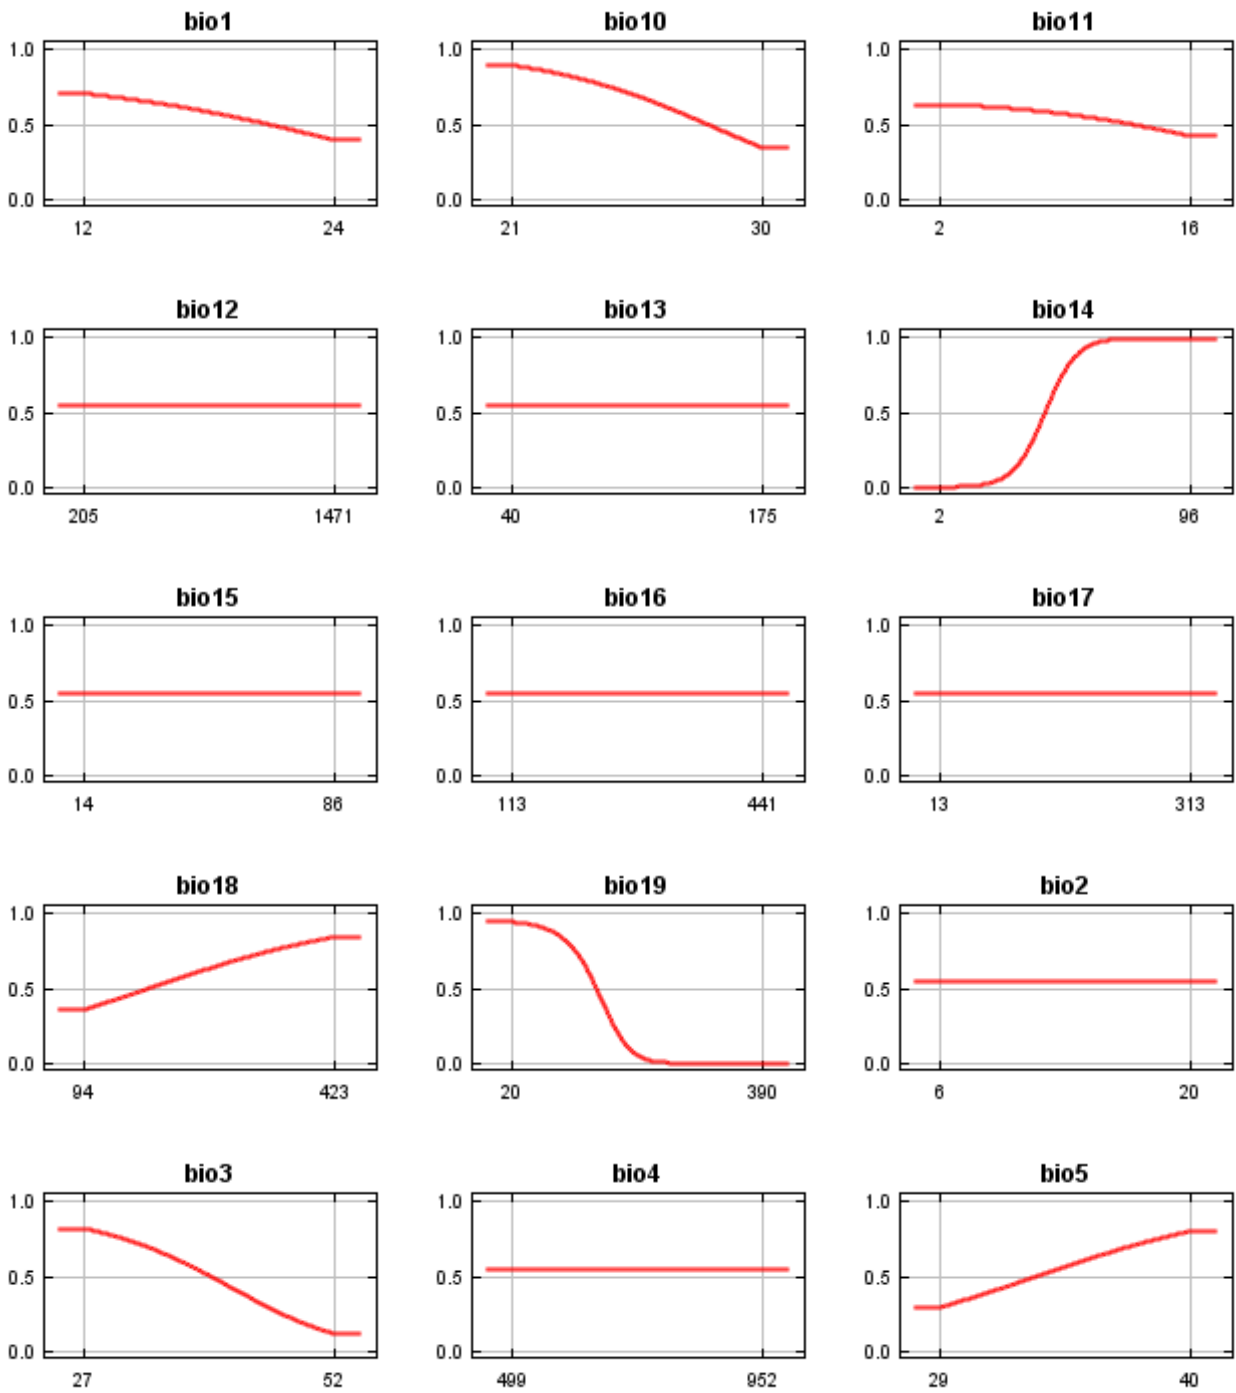 bio1 bio10 bio11
1.0 1.0 1.0
0.5 0.5 0.5
0.0 0.0 0.0
12 24 21 30 2 16
bio12 bio13 bio14
1.0 1.0 1.0
0.5 0.5 0.5
0.0 0.0 0.0
205 1471 40 175 2 96
bio15 bio16 bio17
1.0 1.0 1.0
0.5 0.5 0.5
0.0 0.0 0.0
14 86 113 441 13 313
bio18 bio19 bio2
1.0 1.0 1.0
0.5 0.5 0.5
0.0 0.0 0.0
94 423 20 390 6 20
bio3 bio4 bio5
1.0 1.0 1.0
0.5 0.5 0.5
0.0 0.0 0.0
27 52 499 952 29 40